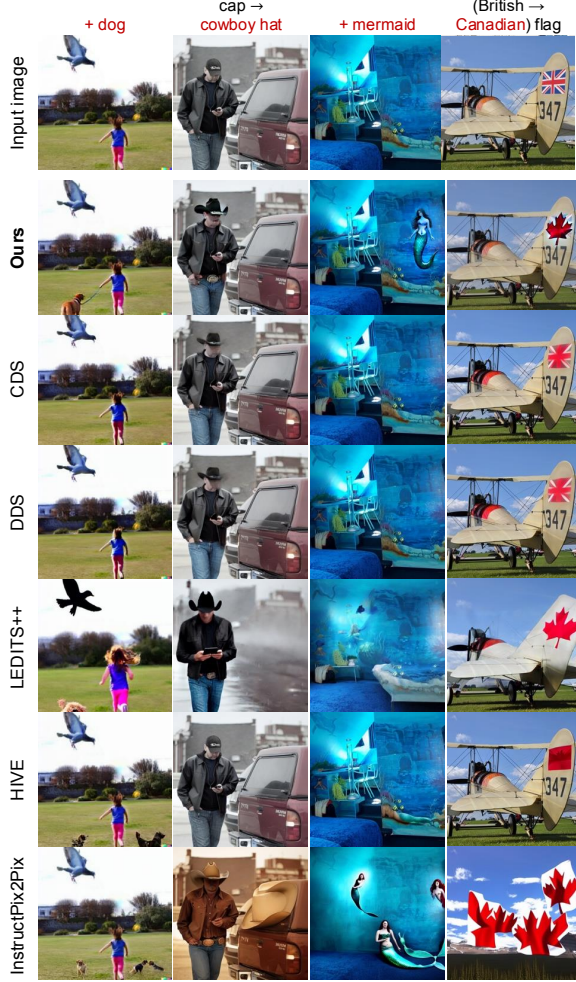 + dog
cap →
cowboy hat
+ mermaid
(British →
Canadian) flag
Input image
347
Ours
347
CDS
347
DDS
347
LEDITS++
HIVE
347
InstructPix2Pix